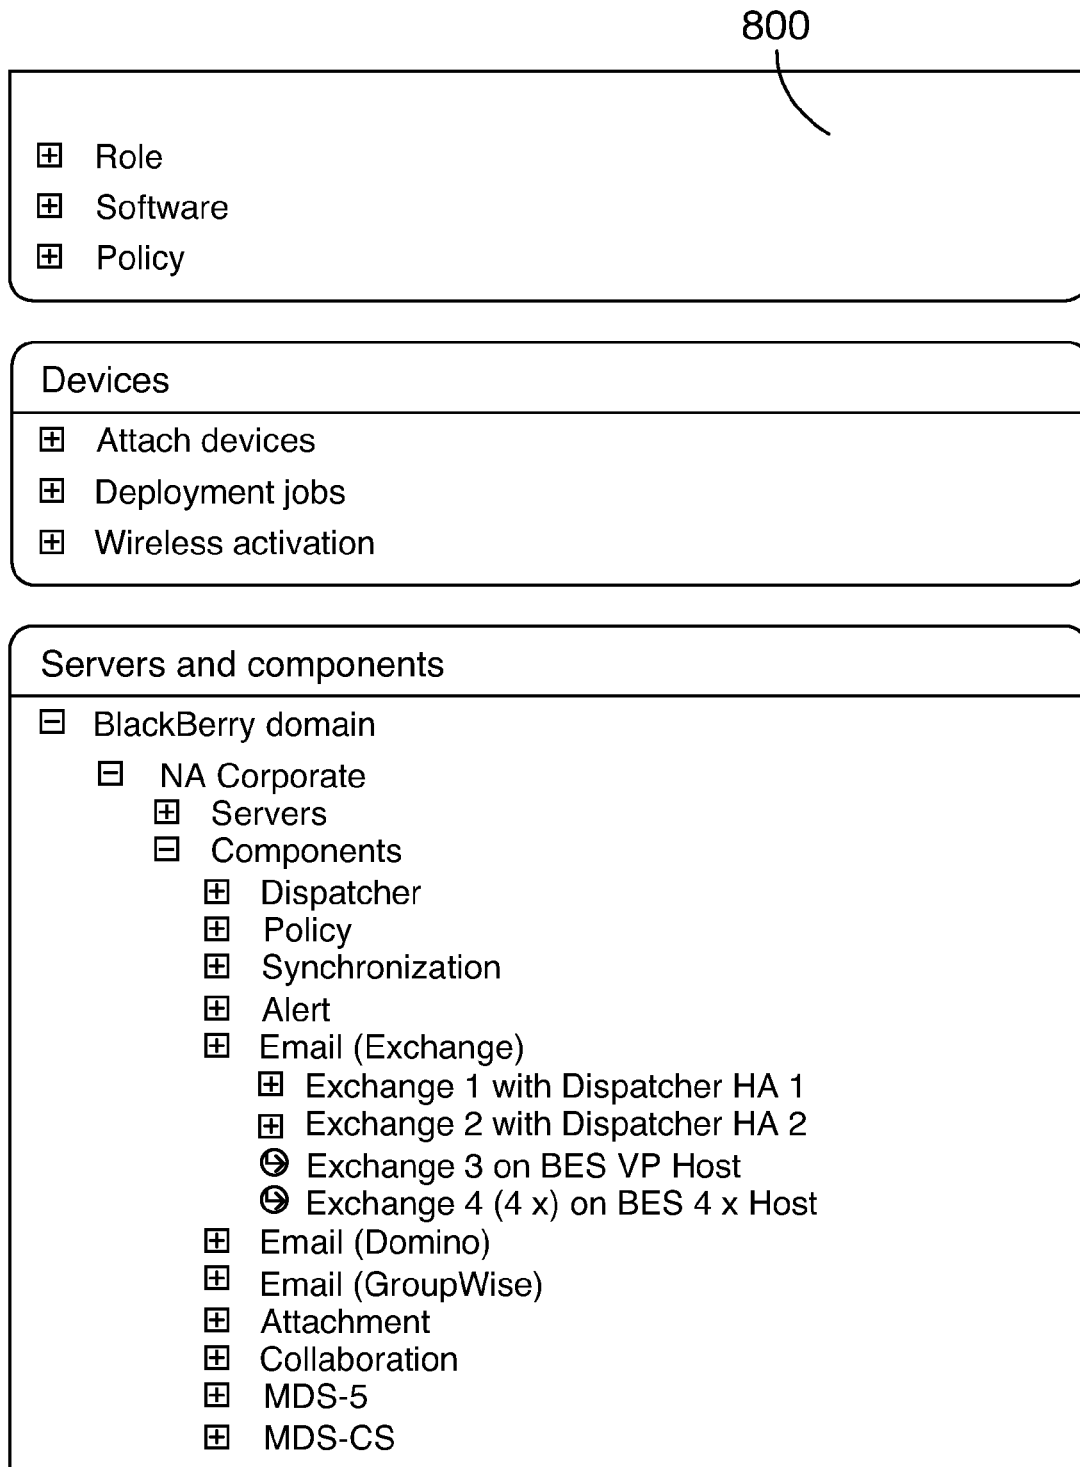 800
Role
Software
Policy
Devices
Attach devices
Deployment jobs
Wireless activation
Servers and components
BlackBerry domain
NA Corporate
Servers
Components
Dispatcher
Policy
Synchronization
Alert
Email (Exchange)
Exchange 1 with Dispatcher HA 1
Exchange 2 with Dispatcher HA 2
Exchange 3 on BES VP Host
Exchange 4 (4 x) on BES 4 x Host
Email (Domino)
Email (GroupWise)
Attachment
Collaboration
MDS-5
MDS-CS